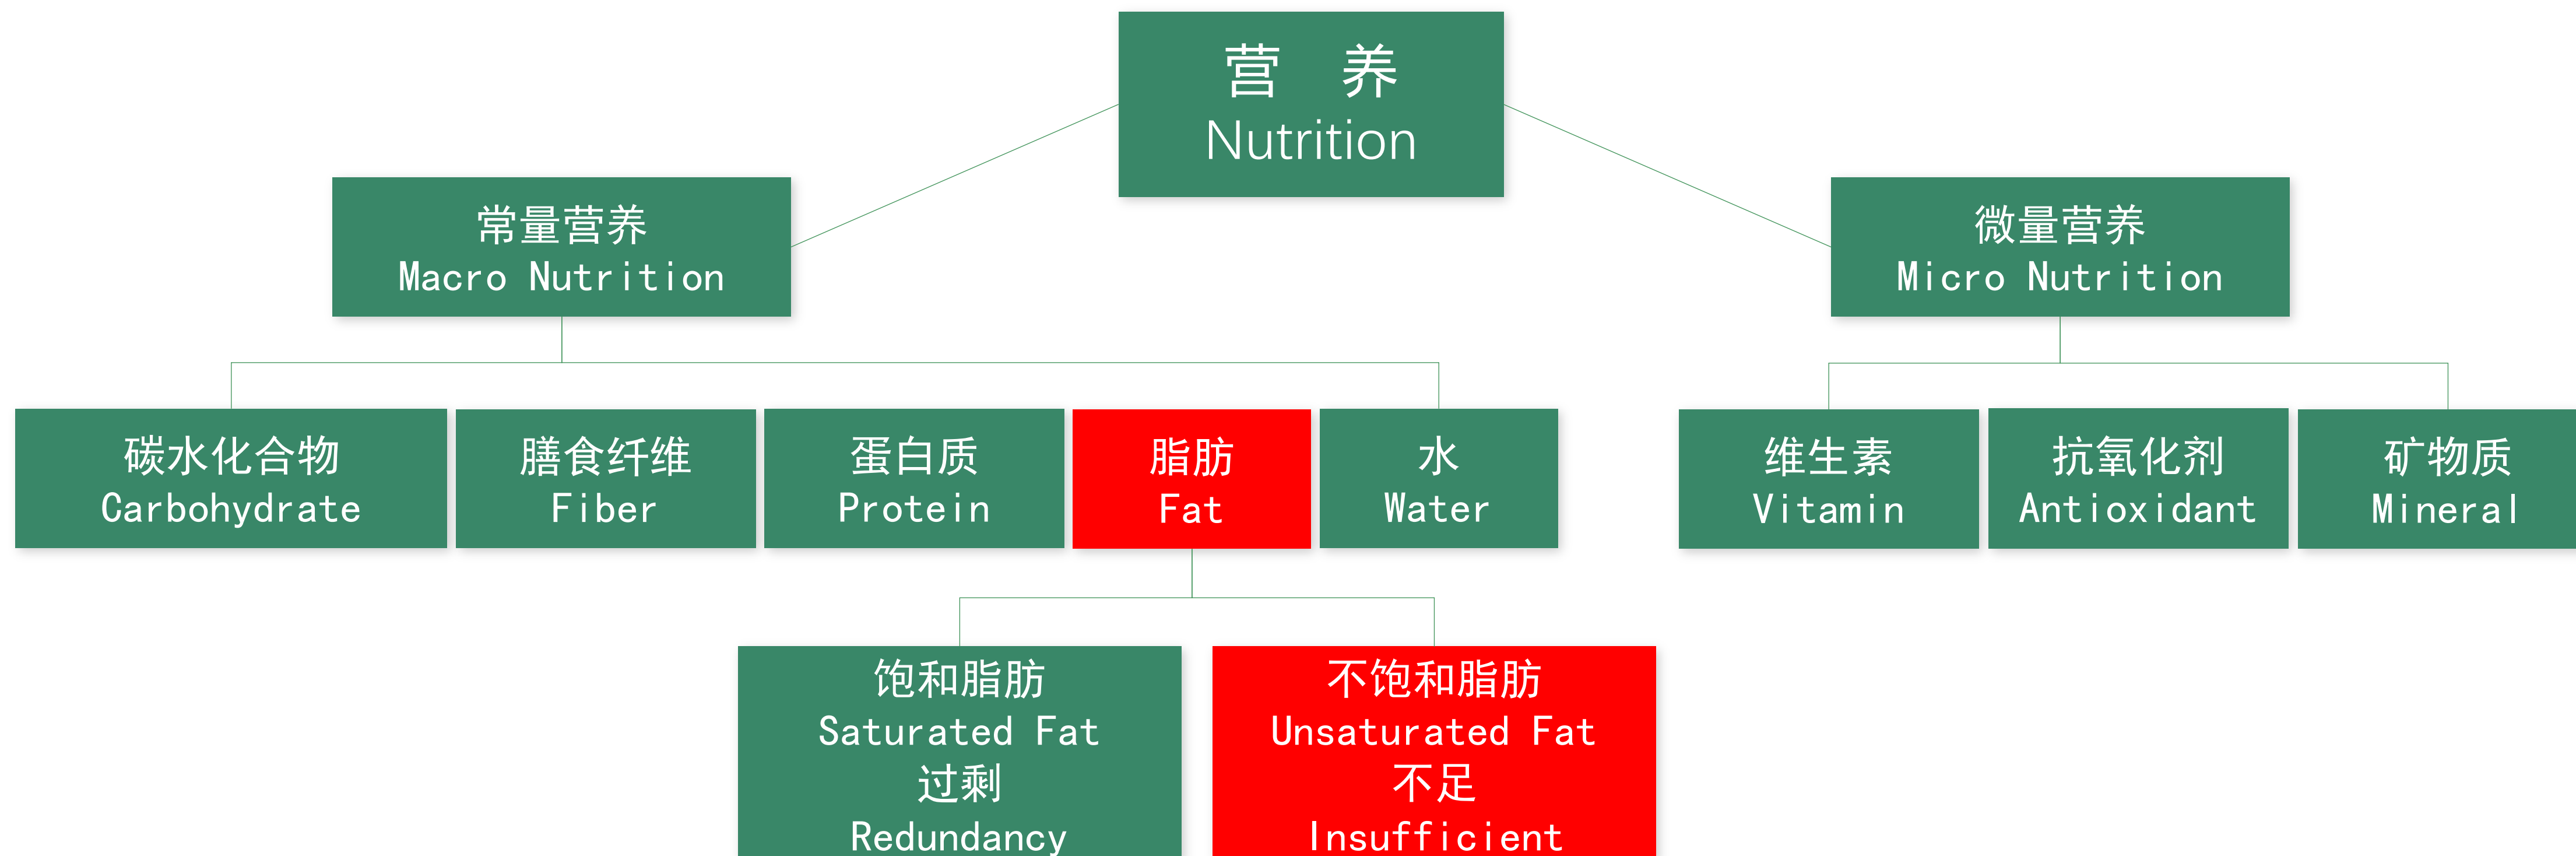 营 养
Nutrition
常量营养
Macro Nutrition
微量营养
Micro Nutrition
碳水化合物
Carbohydrate
膳食纤维
Fiber
蛋白质
Protein
脂肪
Fat
水
Water
维生素
Vitamin
抗氧化剂
Antioxidant
矿物质
Mineral
饱和脂肪
Saturated Fat
过剩
Redundancy
不饱和脂肪
Unsaturated Fat
不足
Insufficient